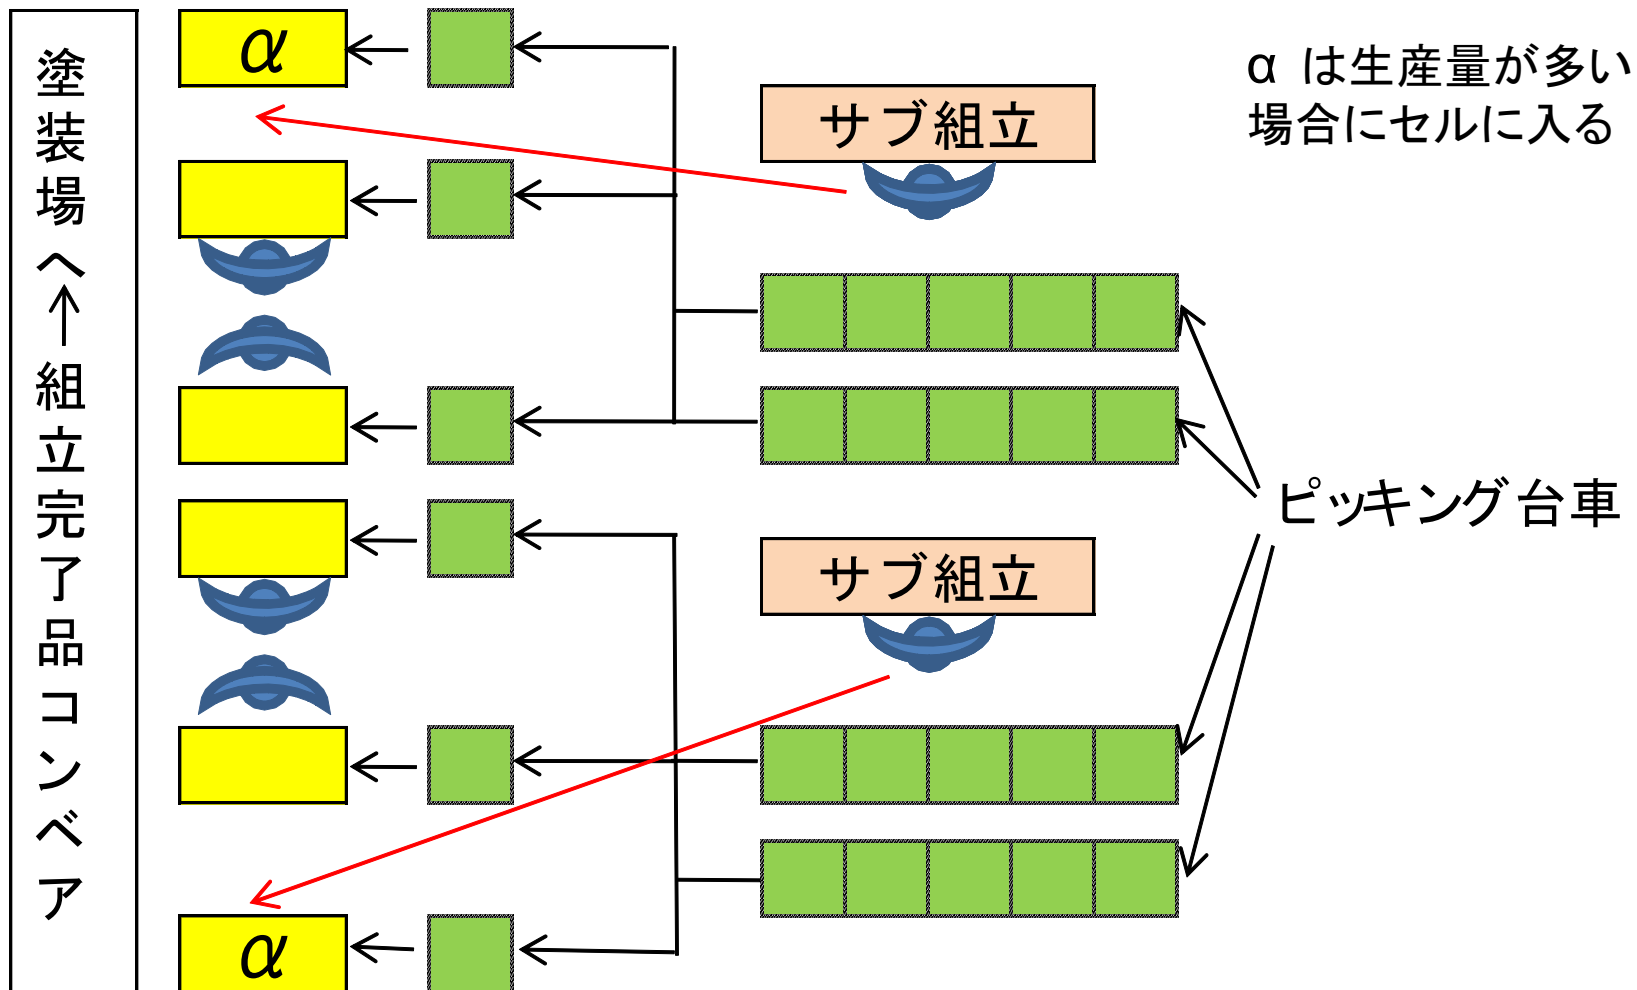 塗装場へ←組立完了品コンベア
α
サブ組立
α は生産量が多い
場合にセルに入る
ピッキング台車
サブ組立
α